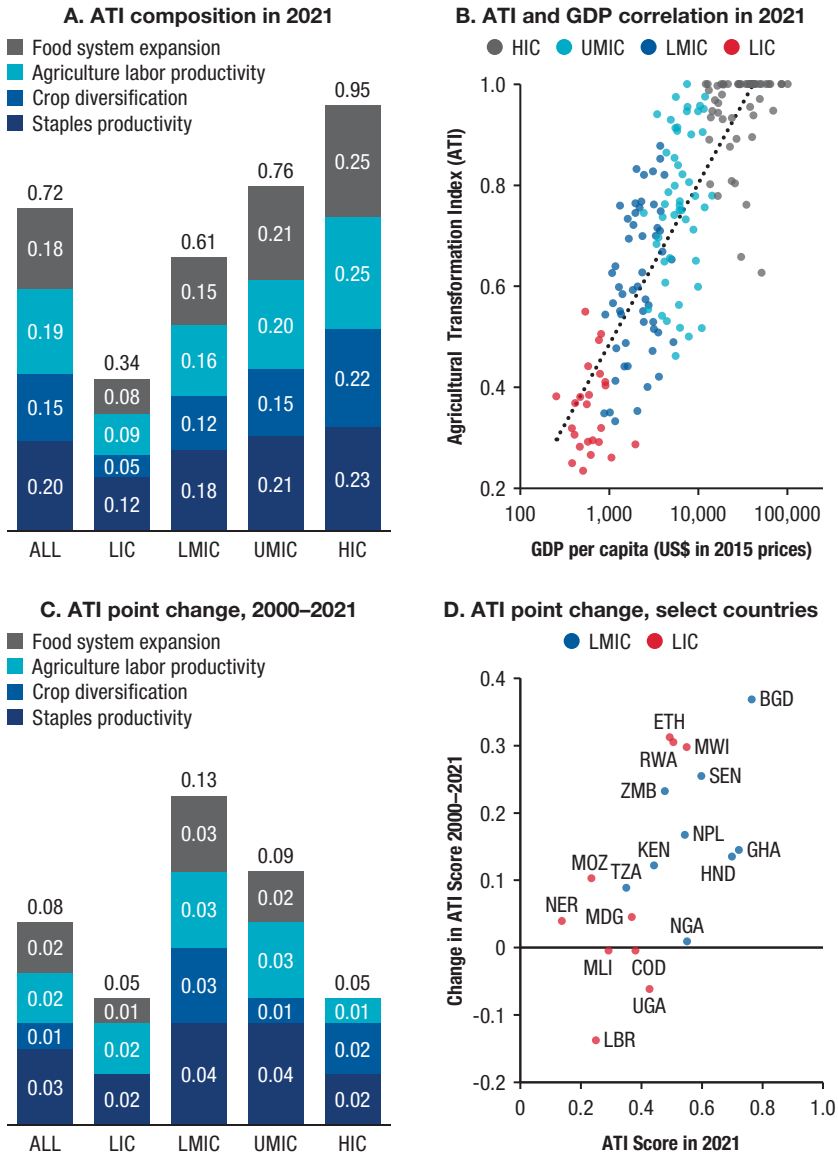 A. ATI composition in 2021
Food system expansion
Agriculture labor productivity
Crop diversification
Staples productivity
0.72
0.18
0.19
0.15
0.20
0.34
0.08
0.09
0.05
0.12
0.61
0.15
0.16
0.12
0.18
0.76
0.21
0.20
0.15
0.21
0.95
0.25
0.25
0.22
0.23
ALL LIC LMIC UMIC HIC
B. ATI and GDP correlation in 2021
HIC UMIC LMIC LIC
Agricultural Transformation Index (ATI)
1.0
0.8
0.6
0.4
0.2
100 1,000 10,000 100,000
GDP per capita (US$ in 2015 prices)
C. ATI point change, 2000–2021
Food system expansion
Agriculture labor productivity
Crop diversification
Staples productivity
0.08
0.02
0.02
0.01
0.03
0.05
0.01
0.02
0.02
0.13
0.03
0.03
0.03
0.04
0.09
0.02
0.03
0.01
0.04
0.05
0.01
0.02
0.02
ALL LIC LMIC UMIC HIC
D. ATI point change, select countries
LMIC LIC
Change in ATI Score 2000–2021
0.4
0.3
0.2
0.1
0
-0.1
-0.2
BGD
ETH
RWA
MWI
SEN
ZMB
NPL
GHA
HND
KEN
MOZ
TZA
NER
MDG
NGA
MLI
COD
UGA
LBR
0 0.2 0.4 0.6 0.8 1.0
ATI Score in 2021